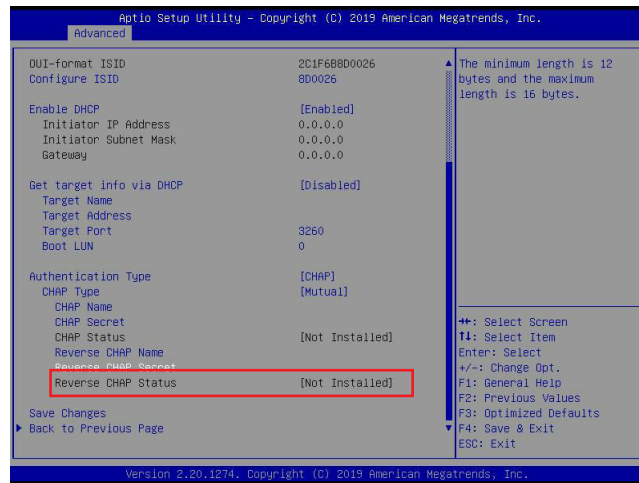 Aptio Setup Utility - Copyright (C) 2019 American Megatrends, Inc.
Advanced
OUI-format ISID 2C1F6B8D0026
Configure ISID 8D0026
Enable DHCP [Enabled]
Initiator IP Address 0.0.0.0
Initiator Subnet Mask 0.0.0.0
Gateway 0.0.0.0
Get target info via DHCP [Disabled]
Target Name
Target Address
Target Port 3260
Boot LUN 0
Authentication Type [CHAP]
CHAP Type [Mutual]
CHAP Name
CHAP Secret
CHAP Status [Not Installed]
Reverse CHAP Name
Reverse CHAP Secret
Reverse CHAP Status [Not Installed]
Save Changes
Back to Previous Page
The minimum length is 12
bytes and the maximum
length is 16 bytes.
→←: Select Screen
↑↓: Select Item
Enter: Select
+/-: Change Opt.
F1: General Help
F2: Previous Values
F3: Optimized Defaults
F4: Save & Exit
ESC: Exit
Version 2.20.1274. Copyright (C) 2019 American Megatrends, Inc.